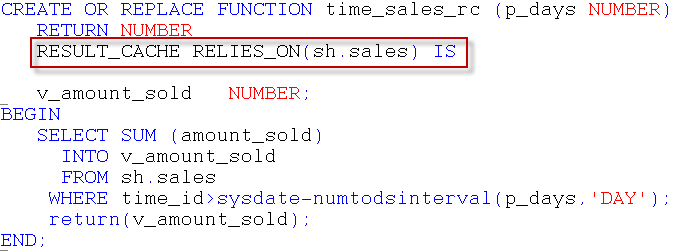 CREATE OR REPLACE FUNCTION time_sales_rc (p_days NUMBER)
RETURN NUMBER
RESULT_CACHE RELIES_ON(sh.sales) IS
_ v_amount_sold NUMBER;
BEGIN
SELECT SUM (amount_sold)
INTO v_amount_sold
FROM sh.sales
WHERE time_id>sysdate-numtodsinterval(p_days,'DAY');
return(v_amount_sold);
END;